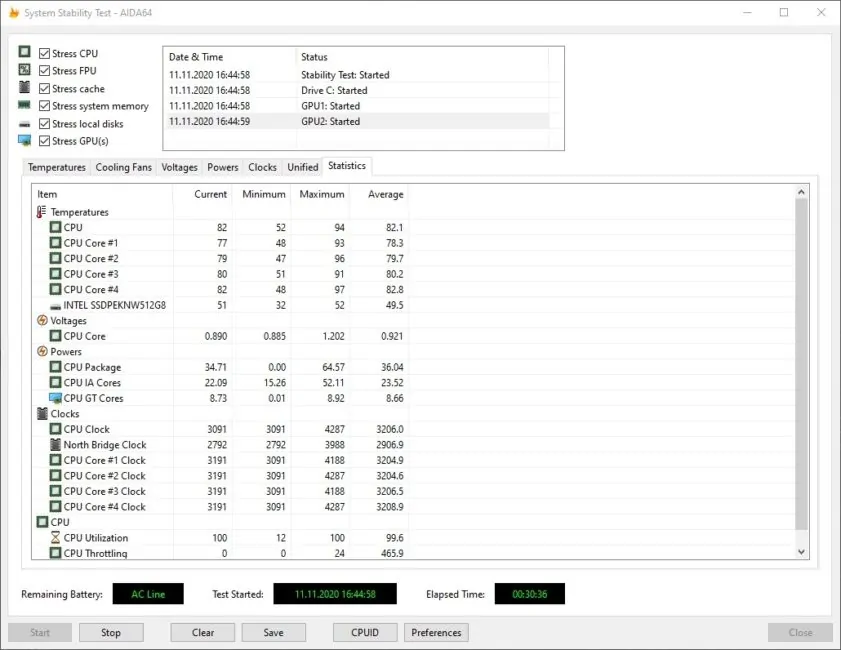 System Stability Test - AIDA64
Stress CPU
Stress FPU
Stress cache
Stress system memory
Stress local disks
Stress GPU(s)
Date & Time Status
11.11.2020 16:44:58 Stability Test: Started
11.11.2020 16:44:58 Drive C: Started
11.11.2020 16:44:58 GPU1: Started
11.11.2020 16:44:59 GPU2: Started
Temperatures Cooling Fans Voltages Powers Clocks Unified Statistics
Item Current Minimum Maximum Average
Temperatures
CPU 82 52 94 82.1
CPU Core #1 77 48 93 78.3
CPU Core #2 79 47 96 79.7
CPU Core #3 80 51 91 80.2
CPU Core #4 82 48 97 82.8
INTEL SSDPEKNW512G8 51 32 52 49.5
Voltages
CPU Core 0.890 0.885 1.202 0.921
Powers
CPU Package 34.71 0.00 64.57 36.04
CPU IA Cores 22.09 15.26 52.11 23.52
CPU GT Cores 8.73 0.01 8.92 8.66
Clocks
CPU Clock 3091 3091 4287 3206.0
North Bridge Clock 2792 2792 3988 2906.9
CPU Core #1 Clock 3191 3091 4188 3204.9
CPU Core #2 Clock 3191 3091 4287 3204.6
CPU Core #3 Clock 3191 3091 4188 3206.5
CPU Core #4 Clock 3191 3091 4287 3208.9
CPU
CPU Utilization 100 12 100 99.6
CPU Throttling 0 0 24 465.9
Remaining Battery: AC Line Test Started: 11.11.2020 16:44:58 Elapsed Time: 00:30:36
Start Stop Clear Save CPUID Preferences Close